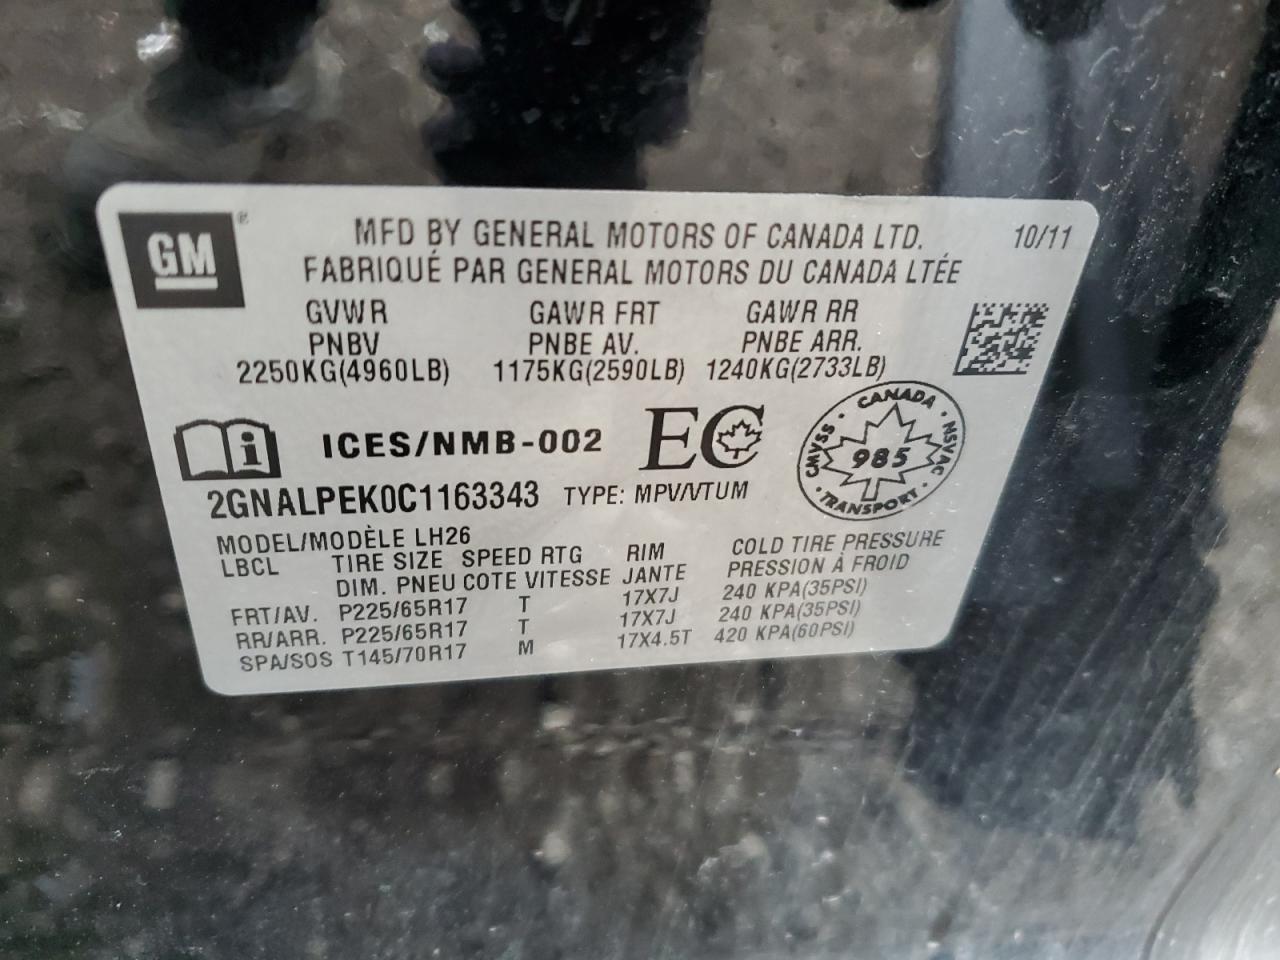 GM®
MFD BY GENERAL MOTORS OF CANADA LTD. 10/11
FABRIQUÉ PAR GENERAL MOTORS DU CANADA LTÉE
GVWR GAWR FRT GAWR RR
PNBV PNBE AV. PNBE ARR.
2250KG(4960LB) 1175KG(2590LB) 1240KG(2733LB)
i ICES/NMB-002 EC
CANADA CMVSS 985 NSVAC TRANSPORT
2GNALPEK0C1163343 TYPE: MPV/VTUM
MODEL/MODÈLE LH26
LBCL TIRE SIZE SPEED RTG RIM COLD TIRE PRESSURE
DIM. PNEU COTE VITESSE JANTE PRESSION À FROID
FRT/AV. P225/65R17 T 17X7J 240 KPA(35PSI)
RR/ARR. P225/65R17 T 17X7J 240 KPA(35PSI)
SPA/SOS T145/70R17 M 17X4.5T 420 KPA(60PSI)